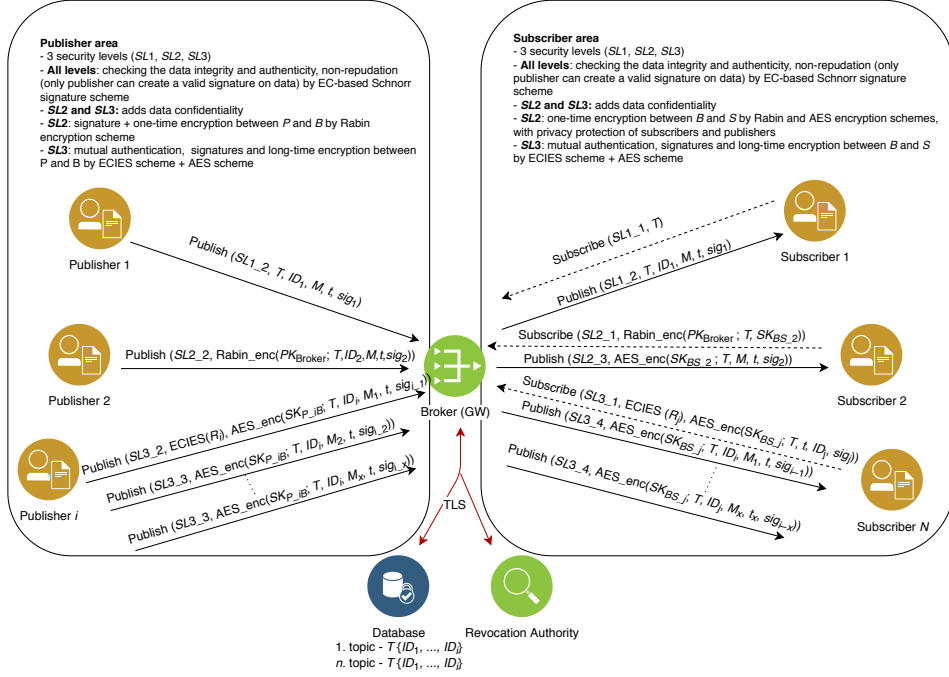 Publisher area
- 3 security levels (SL1, SL2, SL3)
- All levels: checking the data integrity and authenticity, non-repudation
(only publisher can create a valid signature on data) by EC-based Schnorr
signature scheme
- SL2 and SL3: adds data confidentiality
- SL2: signature + one-time encryption between P and B by Rabin
encryption scheme
- SL3: mutual authentication, signatures and long-time encryption between
P and B by ECIES scheme + AES scheme
Subscriber area
- 3 security levels (SL1, SL2, SL3)
- All levels: checking the data integrity and authenticity, non-repudation (only
publisher can create a valid signature on data) by EC-based Schnorr signature
scheme
- SL2 and SL3: adds data confidentiality
- SL2: one-time encryption between B and S by Rabin and AES encryption schemes,
with privacy protection of subscribers and publishers
- SL3: mutual authentication, signatures and long-time encryption between B and S
by ECIES scheme + AES scheme
Publisher 1
Publish (SL1_2, T, ID1, M, t, sig1)
Subscribe (SL1_1, T)
Publish (SL1_2, T, ID1, M, t, sig1)
Subscriber 1
Publisher 2
Publish (SL2_2, Rabin_enc(PKBroker; T,ID2,M,t,sig2))
Broker (GW)
Subscribe (SL2_1, Rabin_enc(PKBroker; T, SKBS_2)
Publish (SL2_3, AES_enc(SKBS_2; T, M, t, sig2))
Subscriber 2
Publisher i
Publish (SL3_2, ECIES(Ri), AES_enc(SKP_iB; T, IDi, M1, t, sigi_1))
Publish (SL3_3, AES_enc(SKP_iB; T, IDi, M2, t, sigi_2))
Publish (SL3_3, AES_enc(SKP_iB; T, IDi, Mx, t, sigi_x))
Subscribe (SL3_1, ECIES (Rj), AES_enc(SKBS_j; T, t, IDj, sigj))
Publish (SL3_4, AES_enc(SKBS_j; T, IDi, M1, t, sigi−1))
Publish (SL3_4, AES_enc(SKBS_j; T, IDj, Mx, tx, sigi−x))
Subscriber N
TLS
Database
1. topic - T{ID1, ..., IDi}
n. topic - T{ID1, ..., IDi}
Revocation Authority